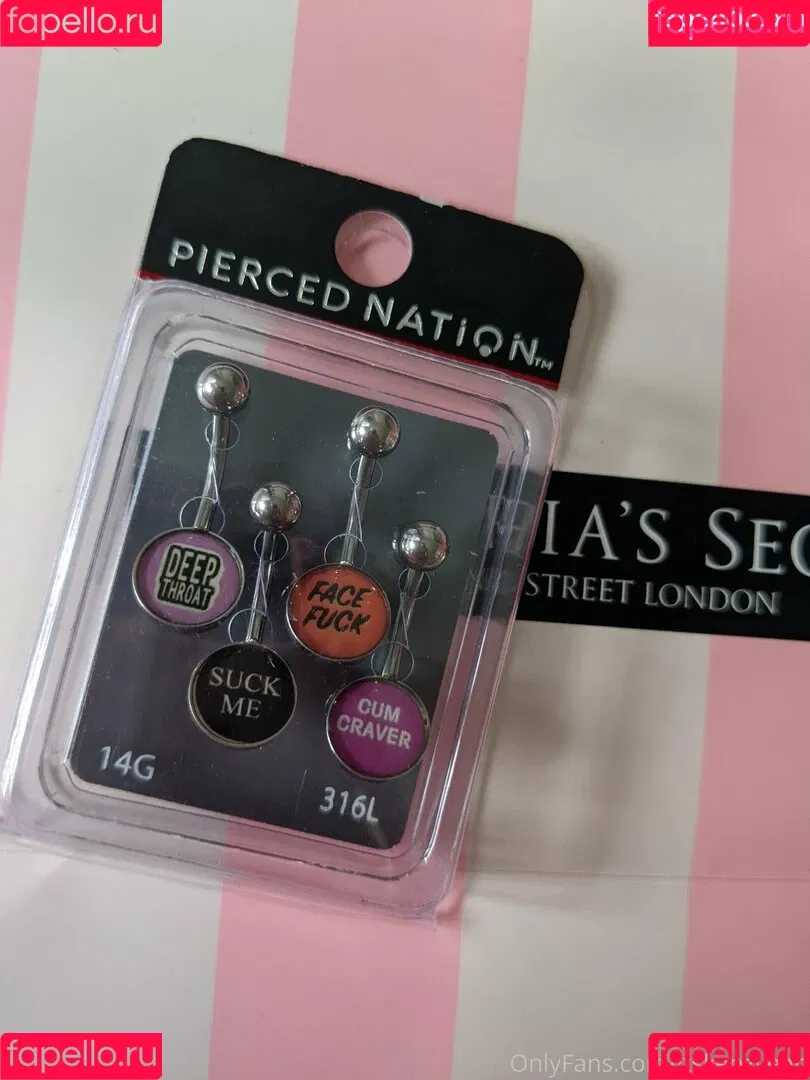 fapello.ru
fapello.ru
PIERCED NATION™
DEEP
THROAT
FACE
FUCK
SUCK
ME
CUM
CRAVER
14G
316L
IA'S SEC
STREET LONDON
fapello.ru
OnlyFans.co
fapello.ru